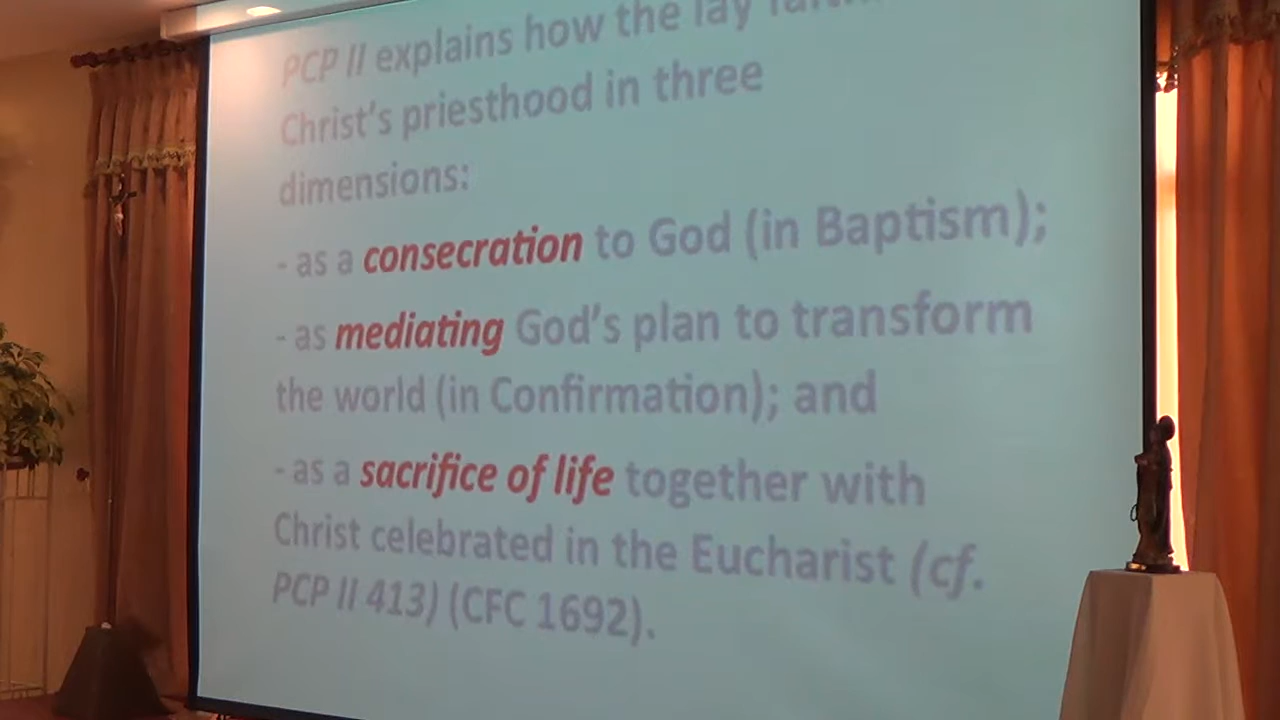 PCP II explains how the lay
Christ's priesthood in three
dimensions:
- as a consecration to God (in Baptism);
- as mediating God's plan to transform
the world (in Confirmation); and
- as a sacrifice of life together with
Christ celebrated in the Eucharist (cf.
PCP II 413) (CFC 1692).